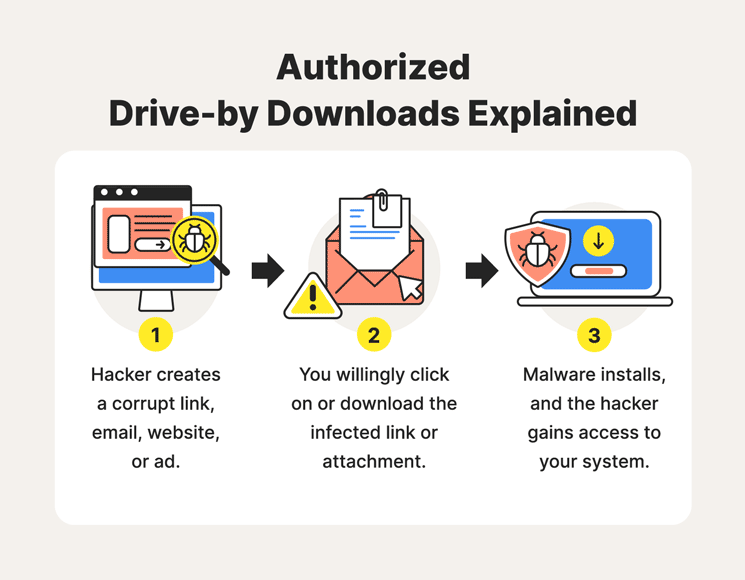 Authorized
Drive-by Downloads Explained
1
Hacker creates
a corrupt link,
email, website,
or ad.
2
You willingly click
on or download the
infected link or
attachment.
3
Malware installs,
and the hacker
gains access to
your system.